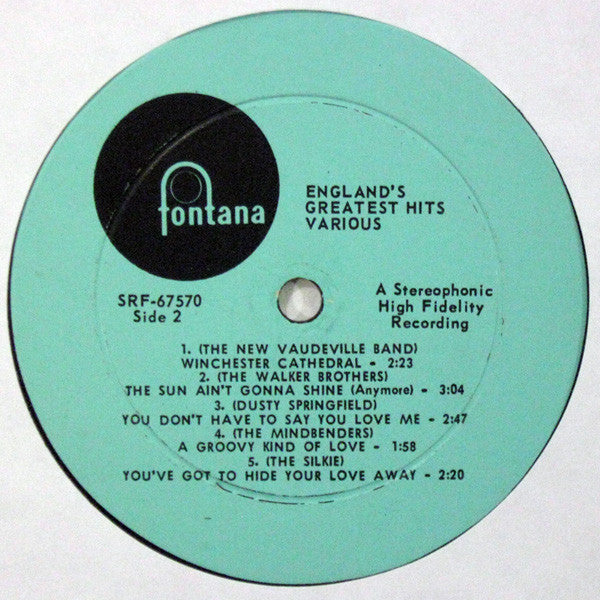 fontana
ENGLAND'S
GREATEST HITS
VARIOUS
SRF-67570
Side 2
A Stereophonic
High Fidelity
Recording
1. (THE NEW VAUDEVILLE BAND)
WINCHESTER CATHEDRAL - 2:23
2. (THE WALKER BROTHERS)
THE SUN AIN'T GONNA SHINE (Anymore) - 3:04
3. (DUSTY SPRINGFIELD)
YOU DON'T HAVE TO SAY YOU LOVE ME - 2:47
4. (THE MINDBENDERS)
A GROOVY KIND OF LOVE - 1:58
5. (THE SILKIE)
YOU'VE GOT TO HIDE YOUR LOVE AWAY - 2:20